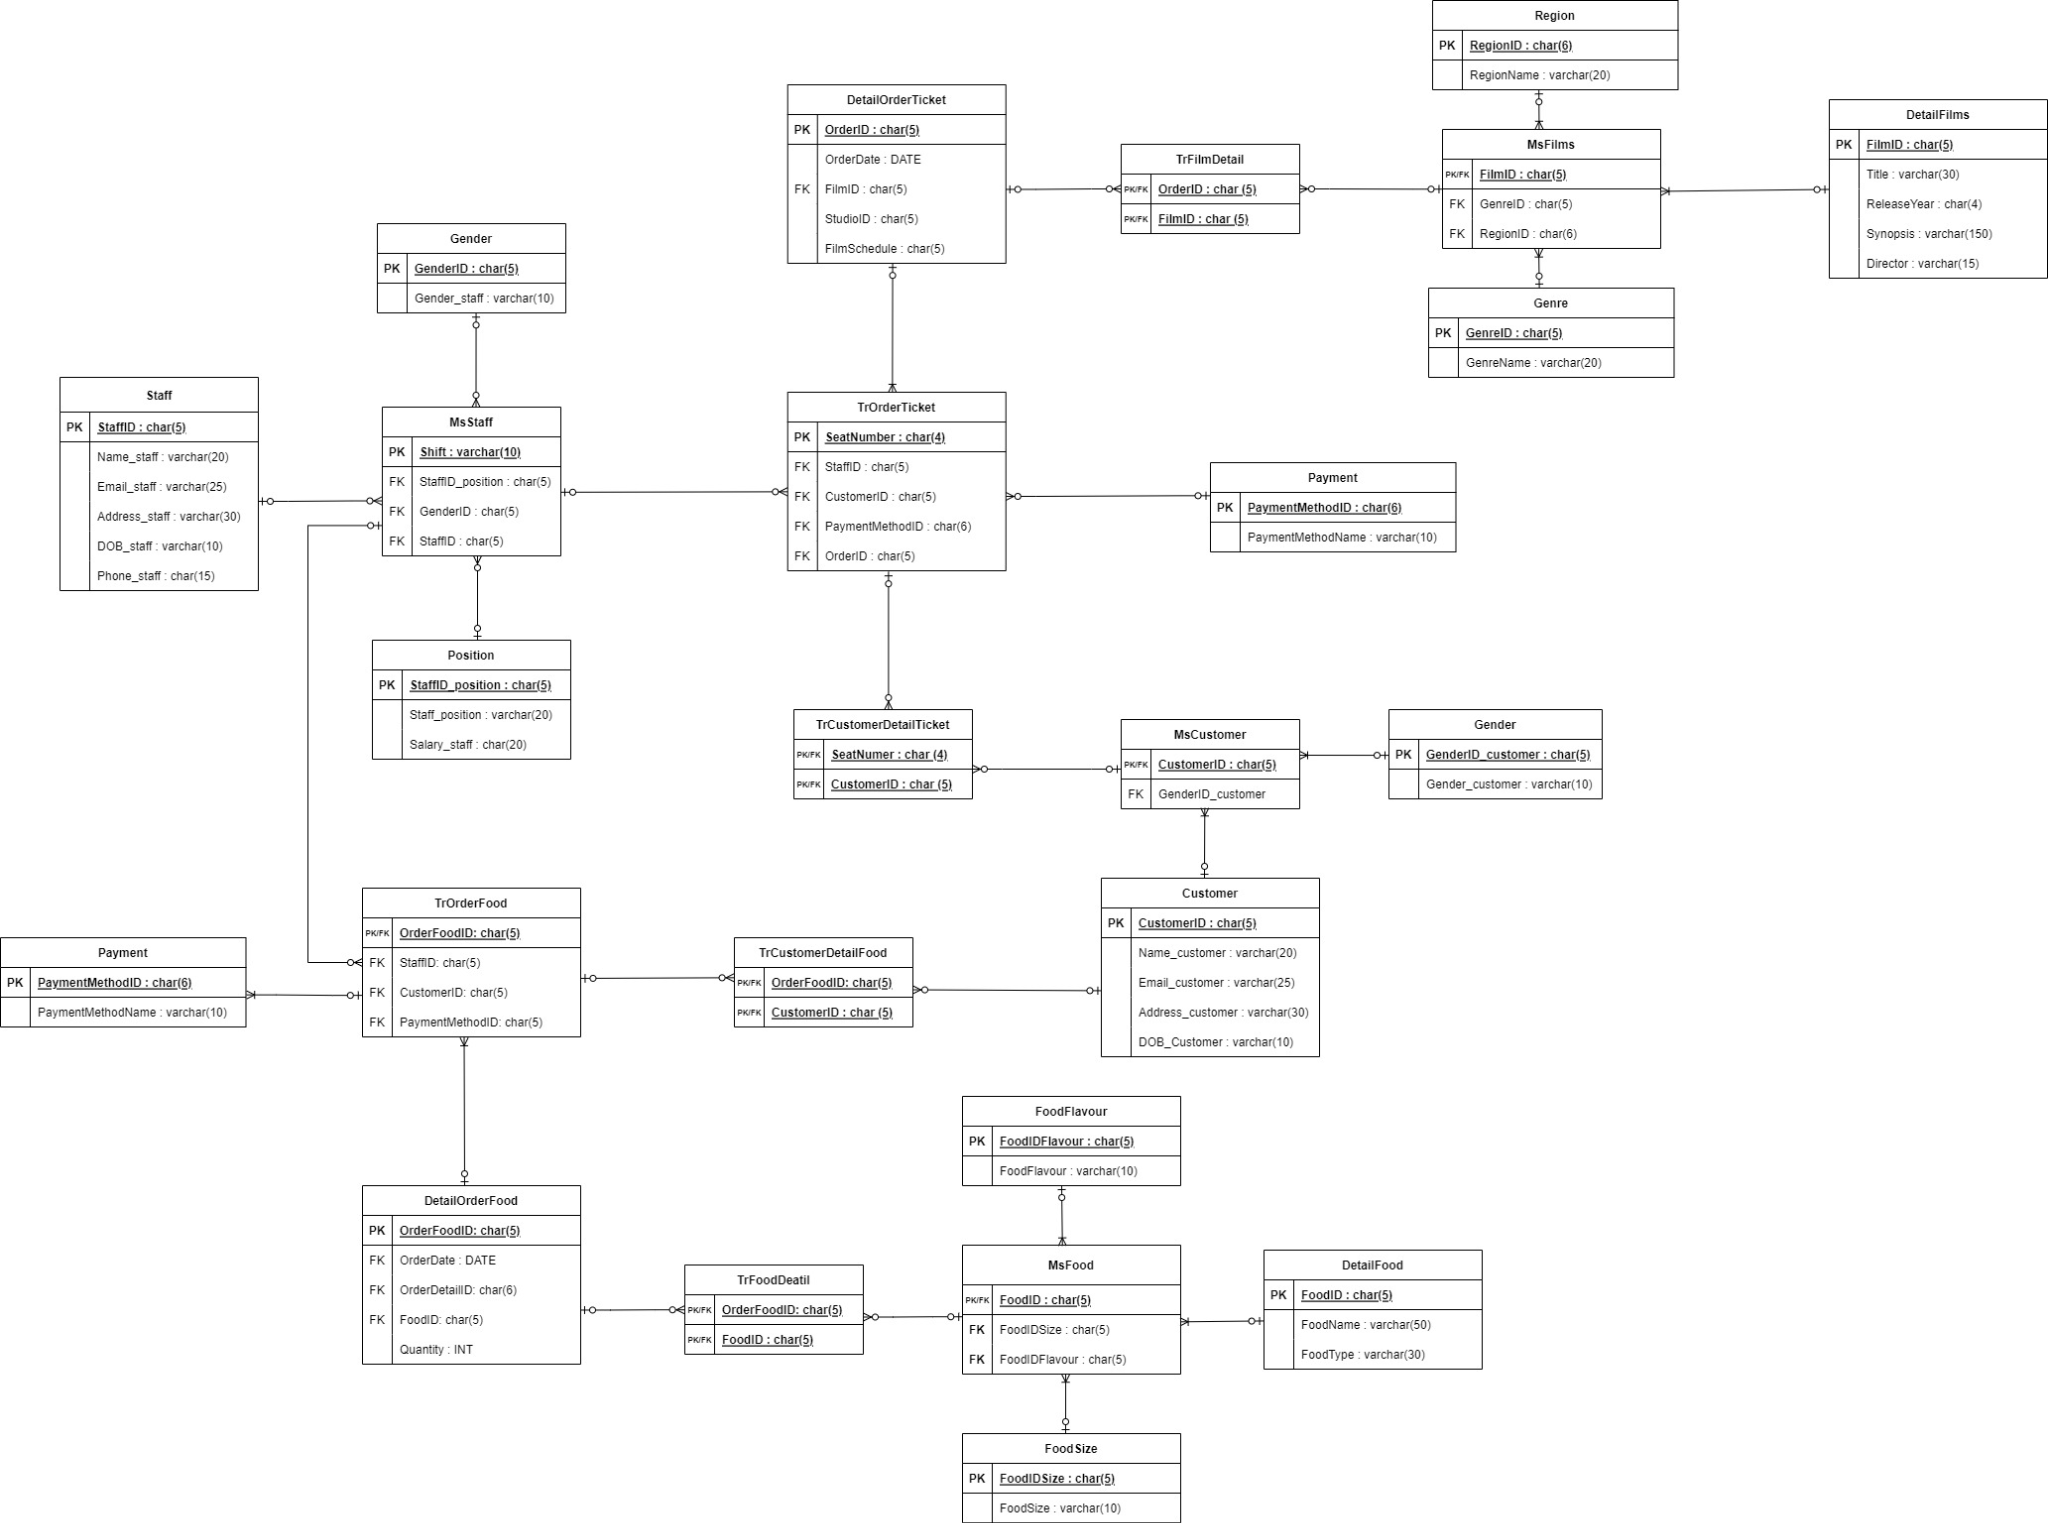 Region
PK RegionID : char(6)
RegionName : varchar(20)
DetailOrderTicket
PK OrderID : char(5)
OrderDate : DATE
FK FilmID : char(5)
StudioID : char(5)
FilmSchedule : char(5)
TrFilmDetail
PK/FK OrderID : char (5)
PK/FK FilmID : char (5)
MsFilms
PK/FK FilmID : char(5)
FK GenreID : char(5)
FK RegionID : char(6)
DetailFilms
PK FilmID : char(5)
Title : varchar(30)
ReleaseYear : char(4)
Synopsis : varchar(150)
Director : varchar(15)
Genre
PK GenreID : char(5)
GenreName : varchar(20)
Gender
PK GenderID : char(5)
Gender_staff : varchar(10)
Staff
PK StaffID : char(5)
Name_staff : varchar(20)
Email_staff : varchar(25)
Address_staff : varchar(30)
DOB_staff : varchar(10)
Phone_staff : char(15)
MsStaff
PK Shift : varchar(10)
FK StaffID_position : char(5)
FK GenderID : char(5)
FK StaffID : char(5)
TrOrderTicket
PK SeatNumber : char(4)
FK StaffID : char(5)
FK CustomerID : char(5)
FK PaymentMethodID : char(6)
FK OrderID : char(5)
Payment
PK PaymentMethodID : char(6)
PaymentMethodName : varchar(10)
Position
PK StaffID_position : char(5)
Staff_position : varchar(20)
Salary_staff : char(20)
TrCustomerDetailTicket
PK/FK SeatNumer : char (4)
PK/FK CustomerID : char (5)
MsCustomer
PK/FK CustomerID : char(5)
FK GenderID_customer
Gender
PK GenderID_customer : char(5)
Gender_customer : varchar(10)
Customer
PK CustomerID : char(5)
Name_customer : varchar(20)
Email_customer : varchar(25)
Address_customer : varchar(30)
DOB_Customer : varchar(10)
TrOrderFood
PK/FK OrderFoodID: char(5)
FK StaffID: char(5)
FK CustomerID: char(5)
FK PaymentMethodID: char(5)
Payment
PK PaymentMethodID : char(6)
PaymentMethodName : varchar(10)
TrCustomerDetailFood
PK/FK OrderFoodID: char(5)
PK/FK CustomerID : char (5)
FoodFlavour
PK FoodIDFlavour : char(5)
FoodFlavour : varchar(10)
DetailOrderFood
PK OrderFoodID: char(5)
FK OrderDate : DATE
FK OrderDetailID: char(6)
FK FoodID: char(5)
Quantity : INT
TrFoodDeatil
PK/FK OrderFoodID: char(5)
PK/FK FoodID : char(5)
MsFood
PK/FK FoodID : char(5)
FK FoodIDSize : char(5)
FK FoodIDFlavour : char(5)
DetailFood
PK FoodID : char(5)
FoodName : varchar(50)
FoodType : varchar(30)
FoodSize
PK FoodIDSize : char(5)
FoodSize : varchar(10)